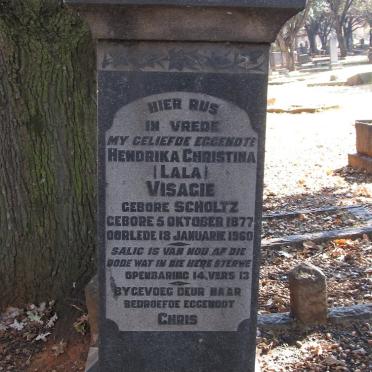 HIER RUS
IN VREDE
MY GELIEFDE EGGENOTE
HENDRIKA CHRISTINA
(LALA)
VISAGIE
GEBORE SCHOLTZ
GEBORE 5 OKTOBER 1877
OORLEDE 18 JANUARIE 1960
SALIG IS VAN NOU AF DIE
DODE WAT IN DIE HERE STERWE
OPENBARING 14, VERS 13
BYGEVOEG DEUR HAAR
BEDROEFDE EGGENOOT
CHRIS